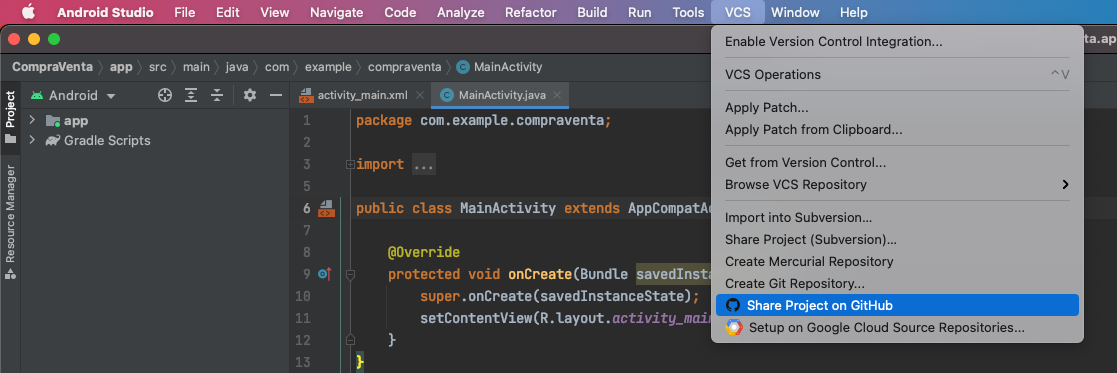 Android Studio File Edit View Navigate Code Analyze Refactor Build Run Tools VCS Window Help
ta.ap
CompraVenta app src main java com example compraventa MainActivity
Project
Resource Manager
Android
app
Gradle Scripts
activity_main.xml MainActivity.java
1 package com.example.compraventa;
2
3 import ...
5
6 public class MainActivity extends AppCompatAc
7
8 @Override
9 protected void onCreate(Bundle savedInsta
10 super.onCreate(savedInstanceState);
11 setContentView(R.layout.activity_main
12 }
13 }
Enable Version Control Integration...
VCS Operations ^V
Apply Patch...
Apply Patch from Clipboard...
Get from Version Control...
Browse VCS Repository
Import into Subversion...
Share Project (Subversion)...
Create Mercurial Repository
Create Git Repository...
Share Project on GitHub
Setup on Google Cloud Source Repositories...